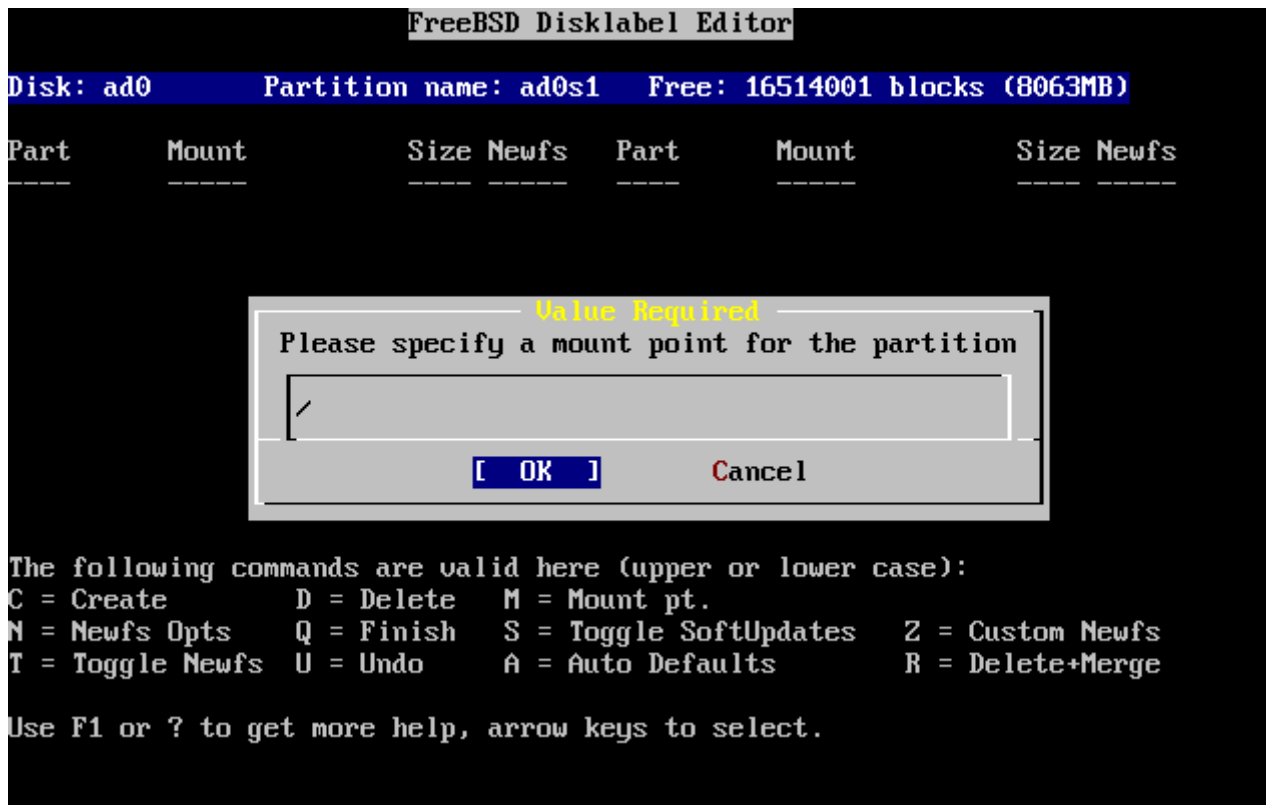 FreeBSD Disklabel Editor
Disk: ad0       Partition name: ad0s1   Free: 16514001 blocks (8063MB)
Part      Mount          Size Newfs   Part      Mount          Size Newfs
----      -----          ---- -----   ----      -----          ---- -----
Value Required
Please specify a mount point for the partition
/
[  OK  ]       Cancel
The following commands are valid here (upper or lower case):
C = Create        D = Delete   M = Mount pt.
N = Newfs Opts    Q = Finish   S = Toggle SoftUpdates   Z = Custom Newfs
T = Toggle Newfs  U = Undo     A = Auto Defaults        R = Delete+Merge
Use F1 or ? to get more help, arrow keys to select.